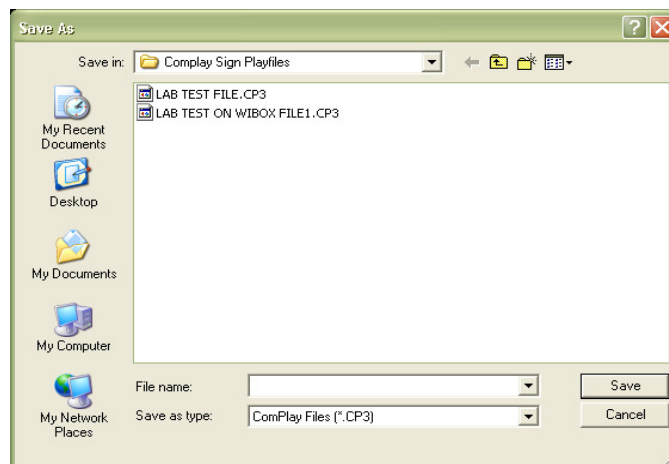 Save As
Save in:
Complay Sign Playfiles
LAB TEST FILE.CP3
LAB TEST ON WIBOX FILE1.CP3
My Recent
Documents
Desktop
My Documents
My Computer
My Network
Places
File name:
Save
Save as type:
ComPlay Files (*.CP3)
Cancel